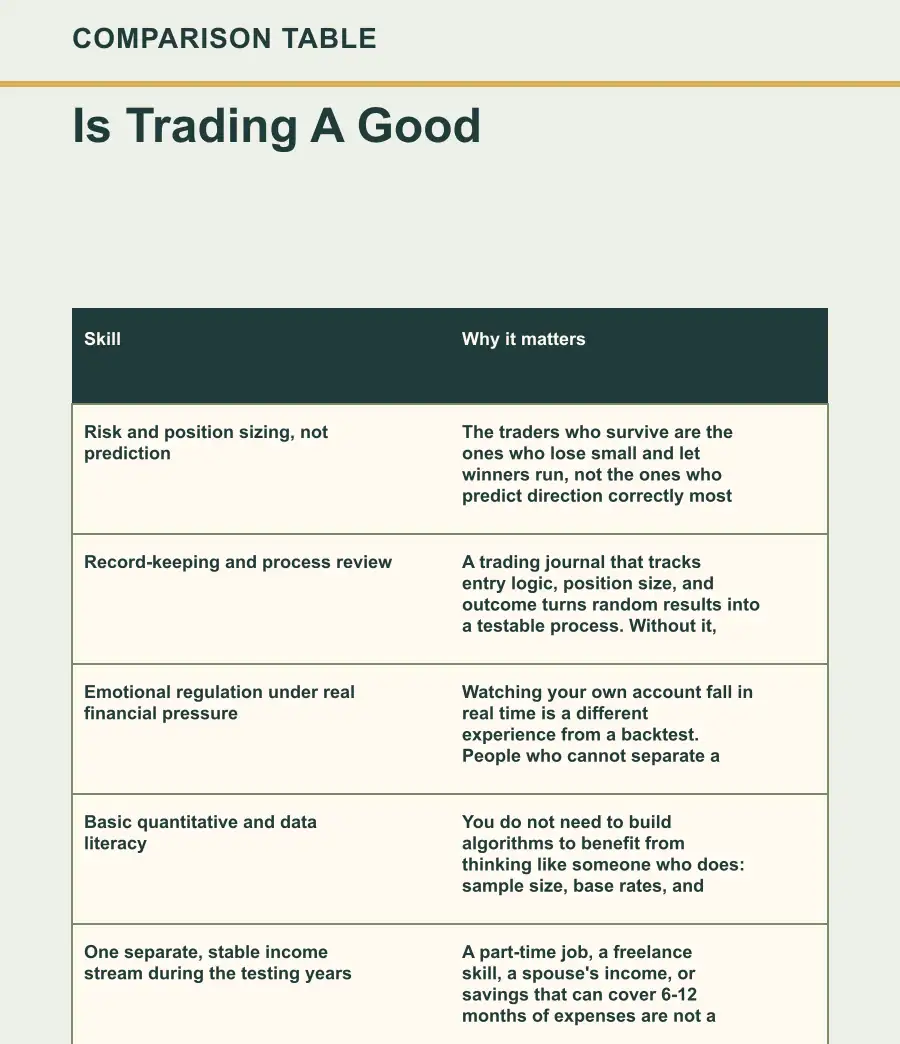 COMPARISON TABLE
Is Trading A Good
Skill
Why it matters
Risk and position sizing, not
prediction
The traders who survive are the
ones who lose small and let
winners run, not the ones who
predict direction correctly most
Record-keeping and process review
A trading journal that tracks
entry logic, position size, and
outcome turns random results into
a testable process. Without it,
Emotional regulation under real
financial pressure
Watching your own account fall in
real time is a different
experience from a backtest.
People who cannot separate a
Basic quantitative and data
literacy
You do not need to build
algorithms to benefit from
thinking like someone who does:
sample size, base rates, and
One separate, stable income
stream during the testing years
A part-time job, a freelance
skill, a spouse's income, or
savings that can cover 6-12
months of expenses are not a